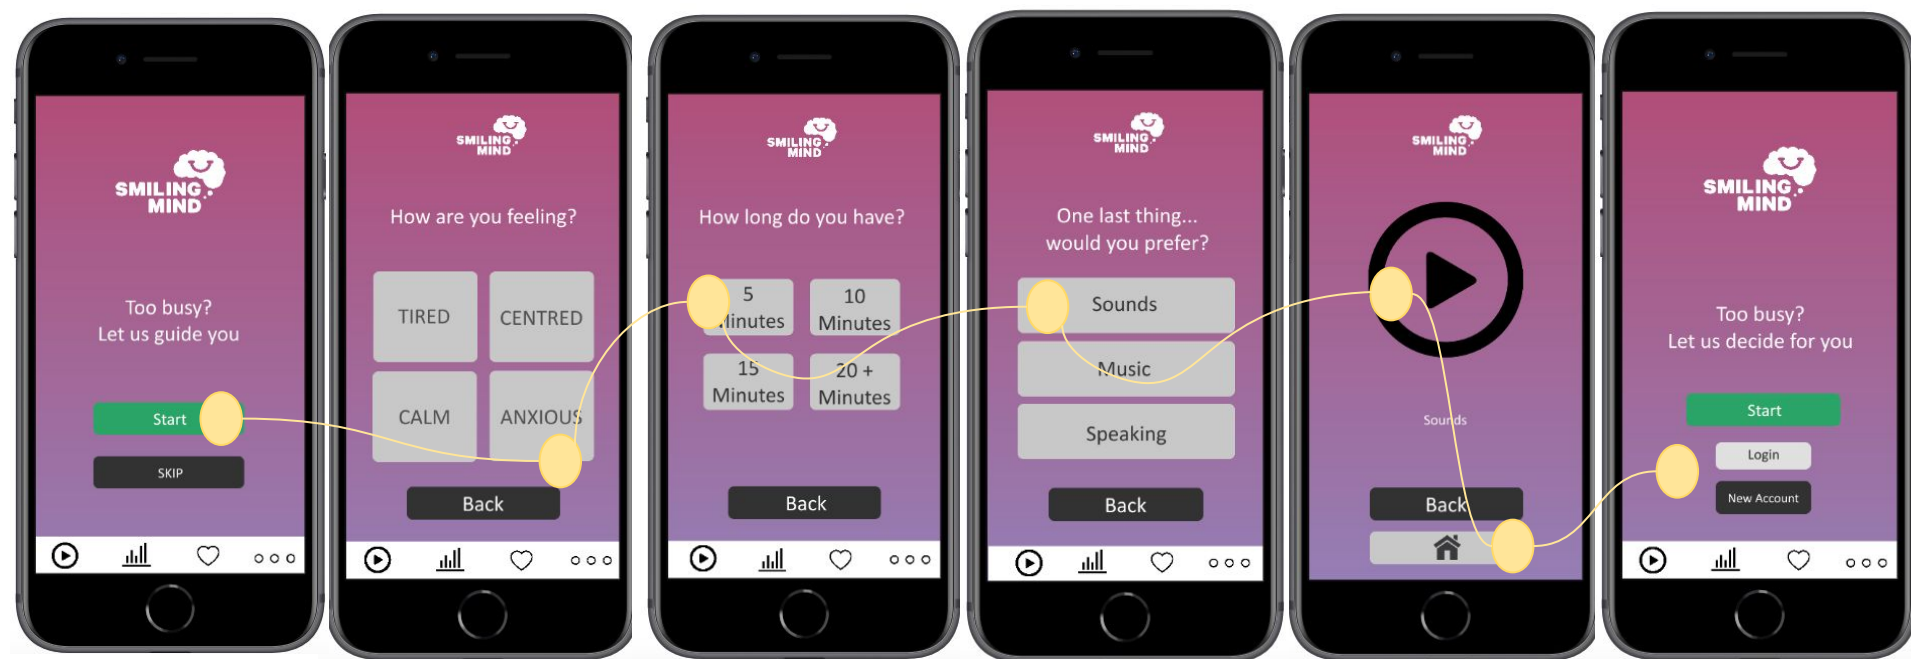 SMILING
MIND
Too busy?
Let us guide you
Start
SKIP
SMILING
MIND
How are you feeling?
TIRED
CENTRED
CALM
ANXIOUS
Back
SMILING
MIND
How long do you have?
5
Minutes
10
Minutes
15
Minutes
20 +
Minutes
Back
SMILING
MIND
One last thing...
would you prefer?
Sounds
Music
Speaking
Back
SMILING
MIND
Sounds
Back
SMILING
MIND
Too busy?
Let us decide for you
Start
Login
New Account